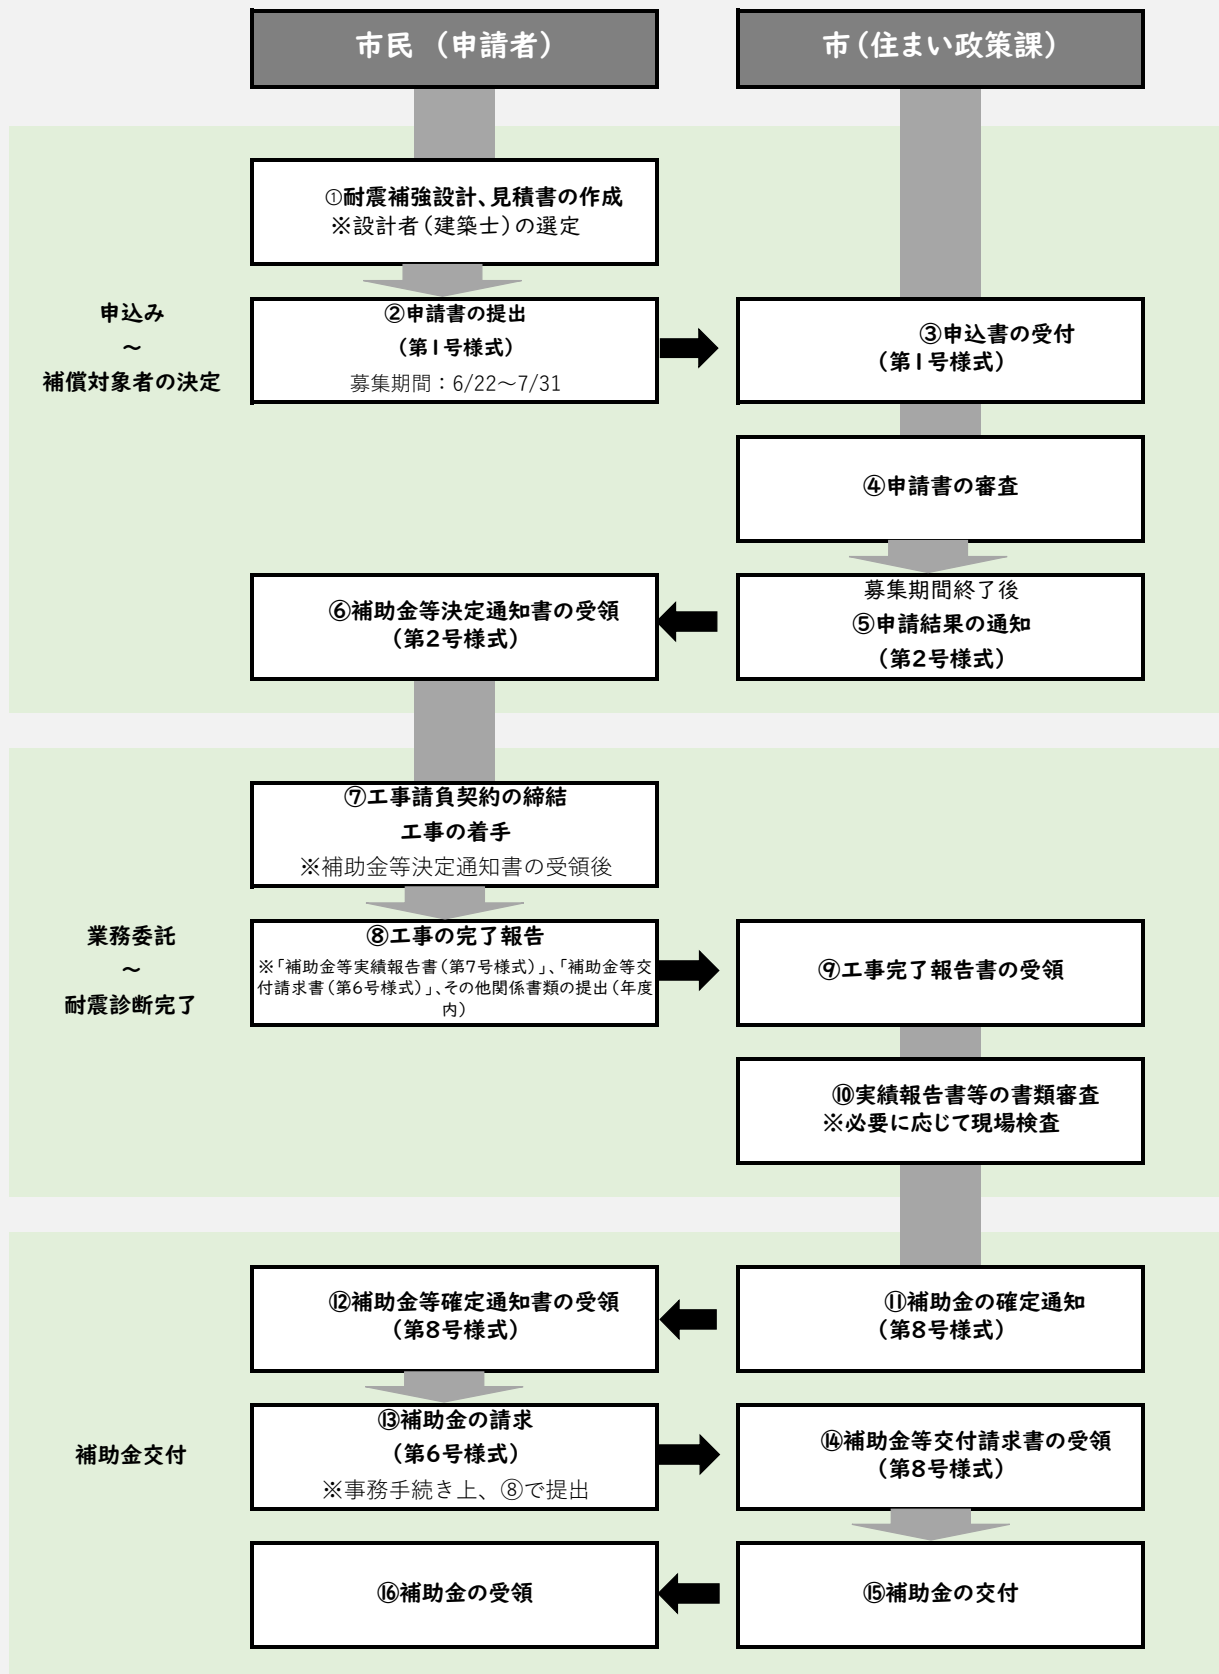 市民 （申請者）
市（住まい政策課）
①耐震補強設計、見積書の作成
※設計者（建築士）の選定
申込み
～
補償対象者の決定
②申請書の提出
（第1号様式）
募集期間：6/22～7/31
③申込書の受付
（第1号様式）
④申請書の審査
募集期間終了後
⑤申請結果の通知
（第2号様式）
⑥補助金等決定通知書の受領
（第2号様式）
⑦工事請負契約の締結
工事の着手
※補助金等決定通知書の受領後
業務委託
～
耐震診断完了
⑧工事の完了報告
※「補助金等実績報告書（第7号様式）」、「補助金等交
付請求書（第6号様式）」、その他関係書類の提出（年度
内）
⑨工事完了報告書の受領
⑩実績報告書等の書類審査
※必要に応じて現場検査
⑪補助金の確定通知
（第8号様式）
⑫補助金等確定通知書の受領
（第8号様式）
補助金交付
⑬補助金の請求
（第6号様式）
※事務手続き上、⑧で提出
⑭補助金等交付請求書の受領
（第8号様式）
⑮補助金の交付
⑯補助金の受領